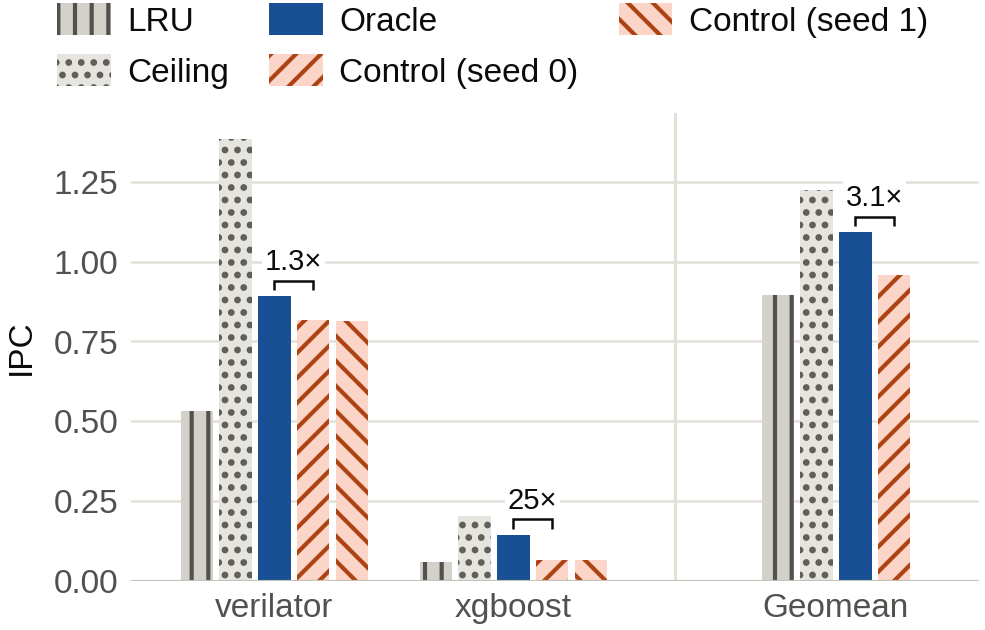 LRU
Oracle
Control (seed 1)
Ceiling
Control (seed 0)
IPC
1.25
1.00
0.75
0.50
0.25
0.00
1.3×
25×
3.1×
verilator
xgboost
Geomean